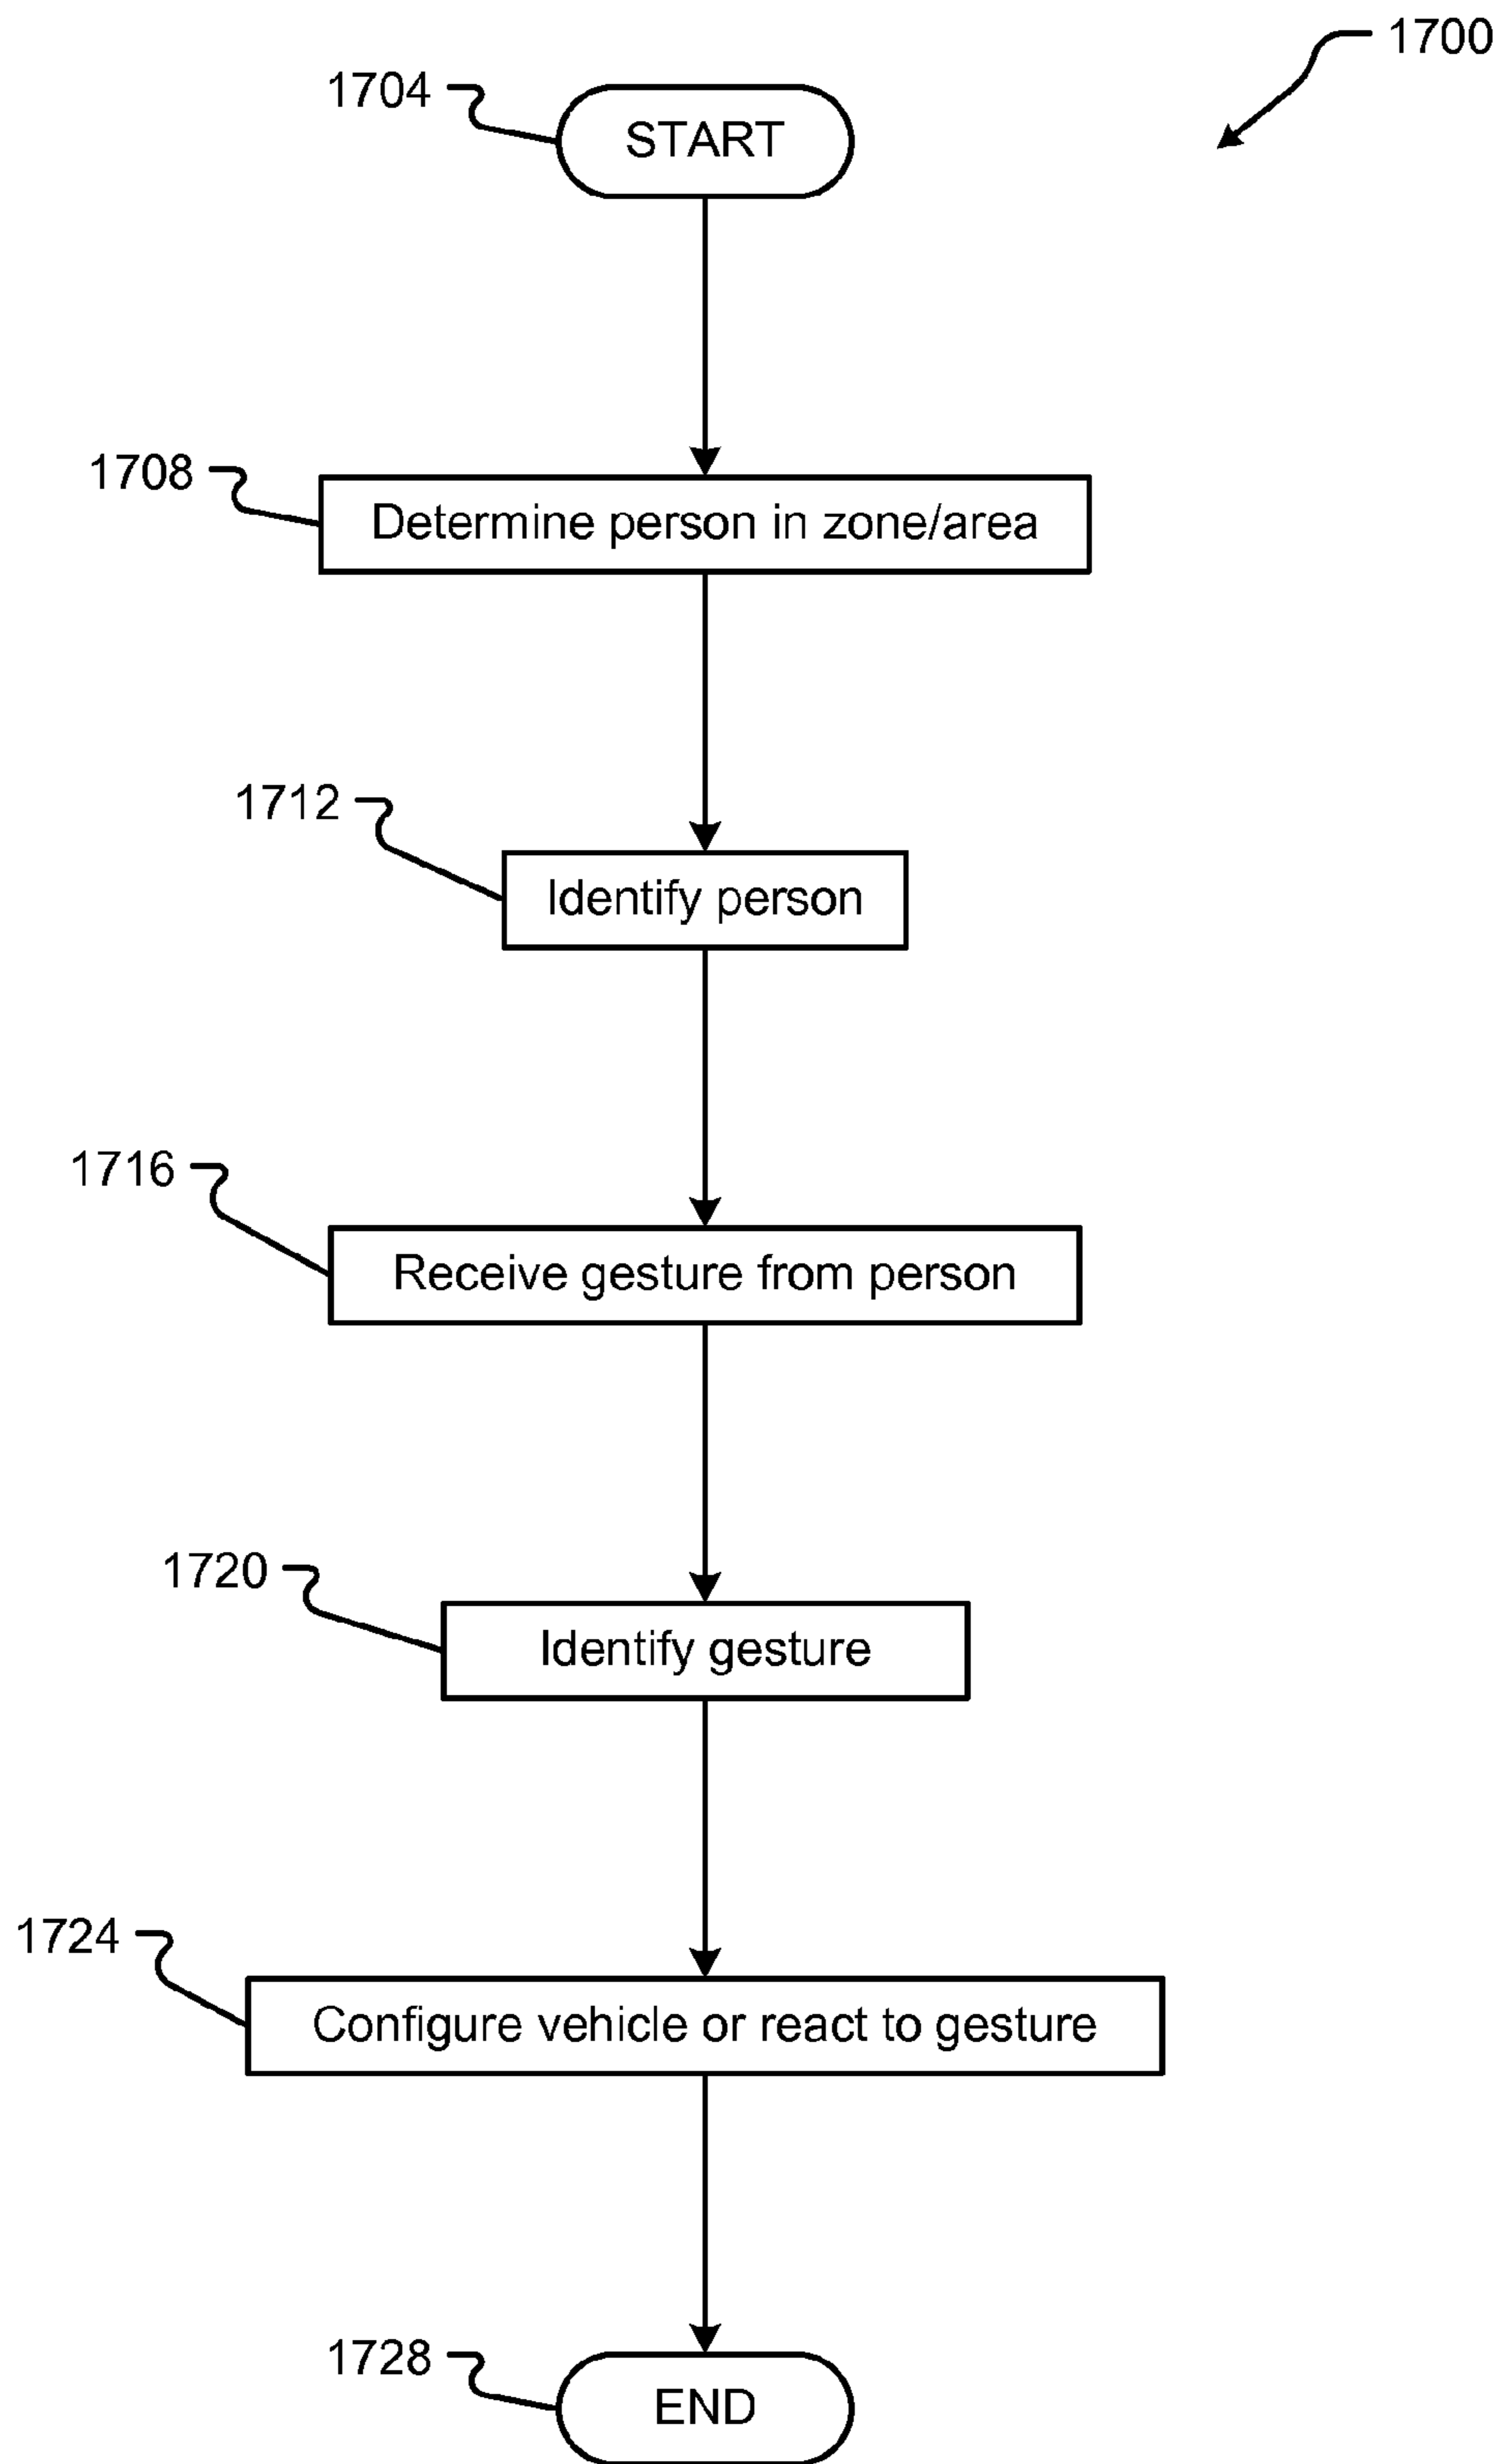 1700
1704
START
1708
Determine person in zone/area
1712
Identify person
1716
Receive gesture from person
1720
Identify gesture
1724
Configure vehicle or react to gesture
1728
END